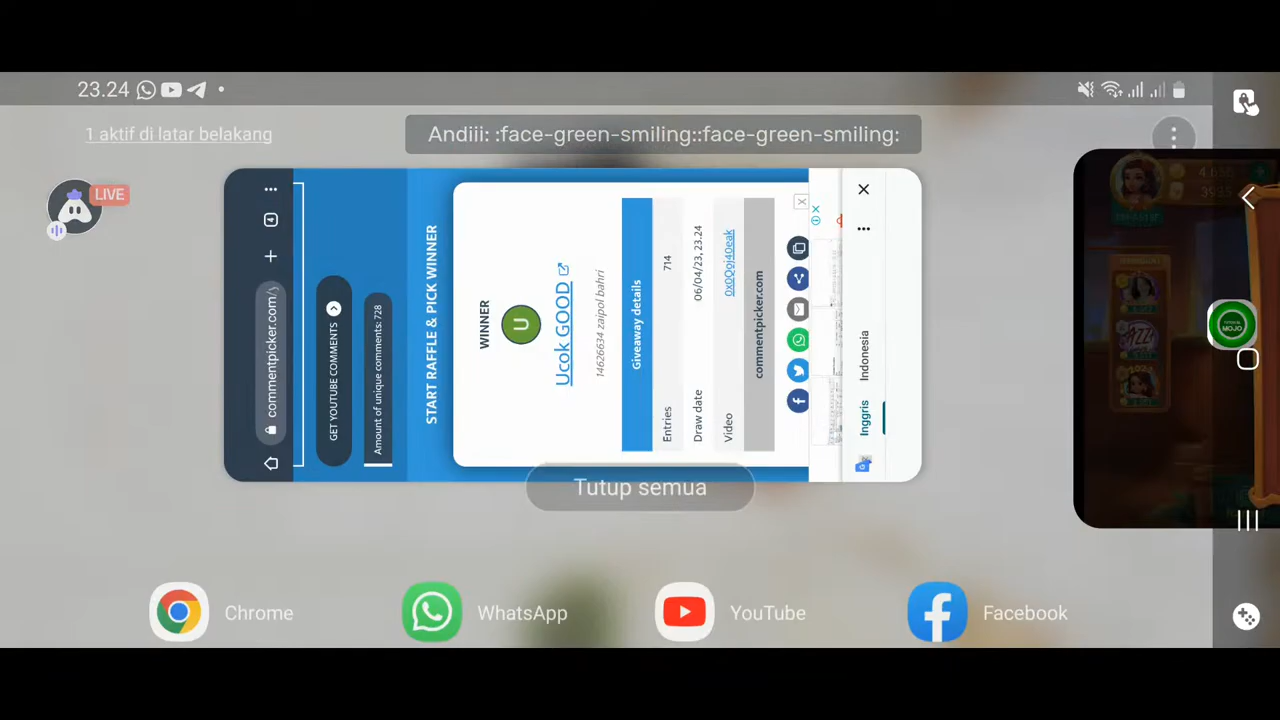 23.24
1 aktif di latar belakang
Andiii: :face-green-smiling::face-green-smiling:
LIVE
4
commentpicker.com/y
GET YOUTUBE COMMENTS
Amount of unique comments: 728
START RAFFLE & PICK WINNER
WINNER
U
Ucok GOOD
14626634 zaipol bahri
Giveaway details
Entries 714
Draw date 06/04/23, 23.24
commentpicker.com
Inggris Indonesia
Tutup semua
MOJO
Chrome
WhatsApp
YouTube
Facebook
Video